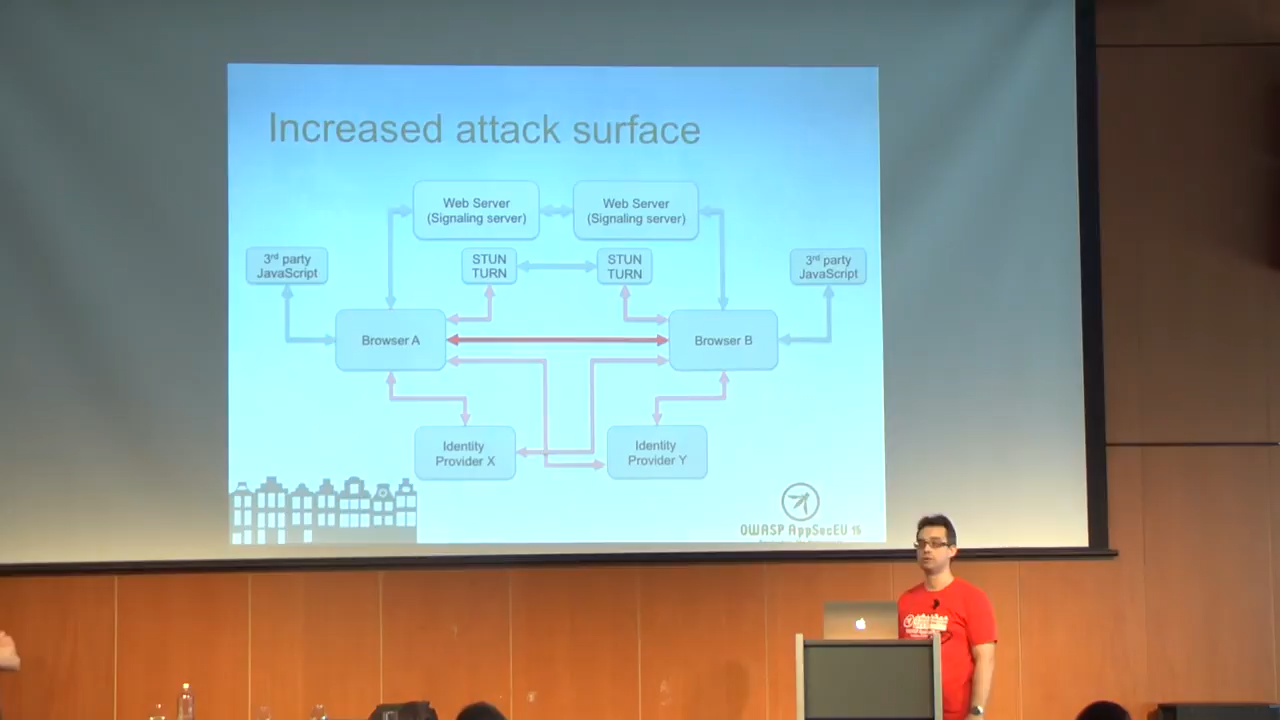 Increased attack surface
Web Server
(Signaling server)
Web Server
(Signaling server)
3rd party
JavaScript
STUN
TURN
STUN
TURN
3rd party
JavaScript
Browser A
Browser B
Identity
Provider X
Identity
Provider Y
OWASP AppSecEU 15